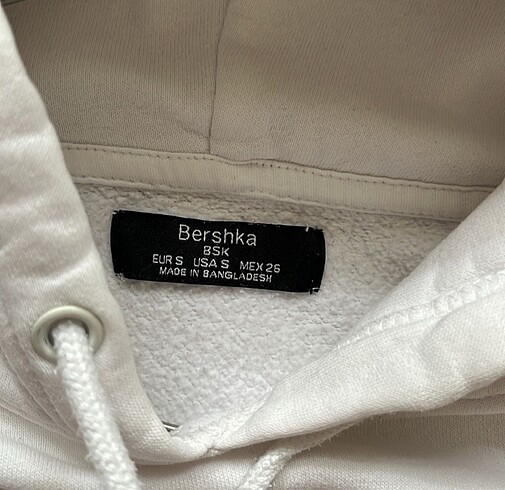 Bershka
BSK
EUR S USA S MEX 26
MADE IN BANGLADESH